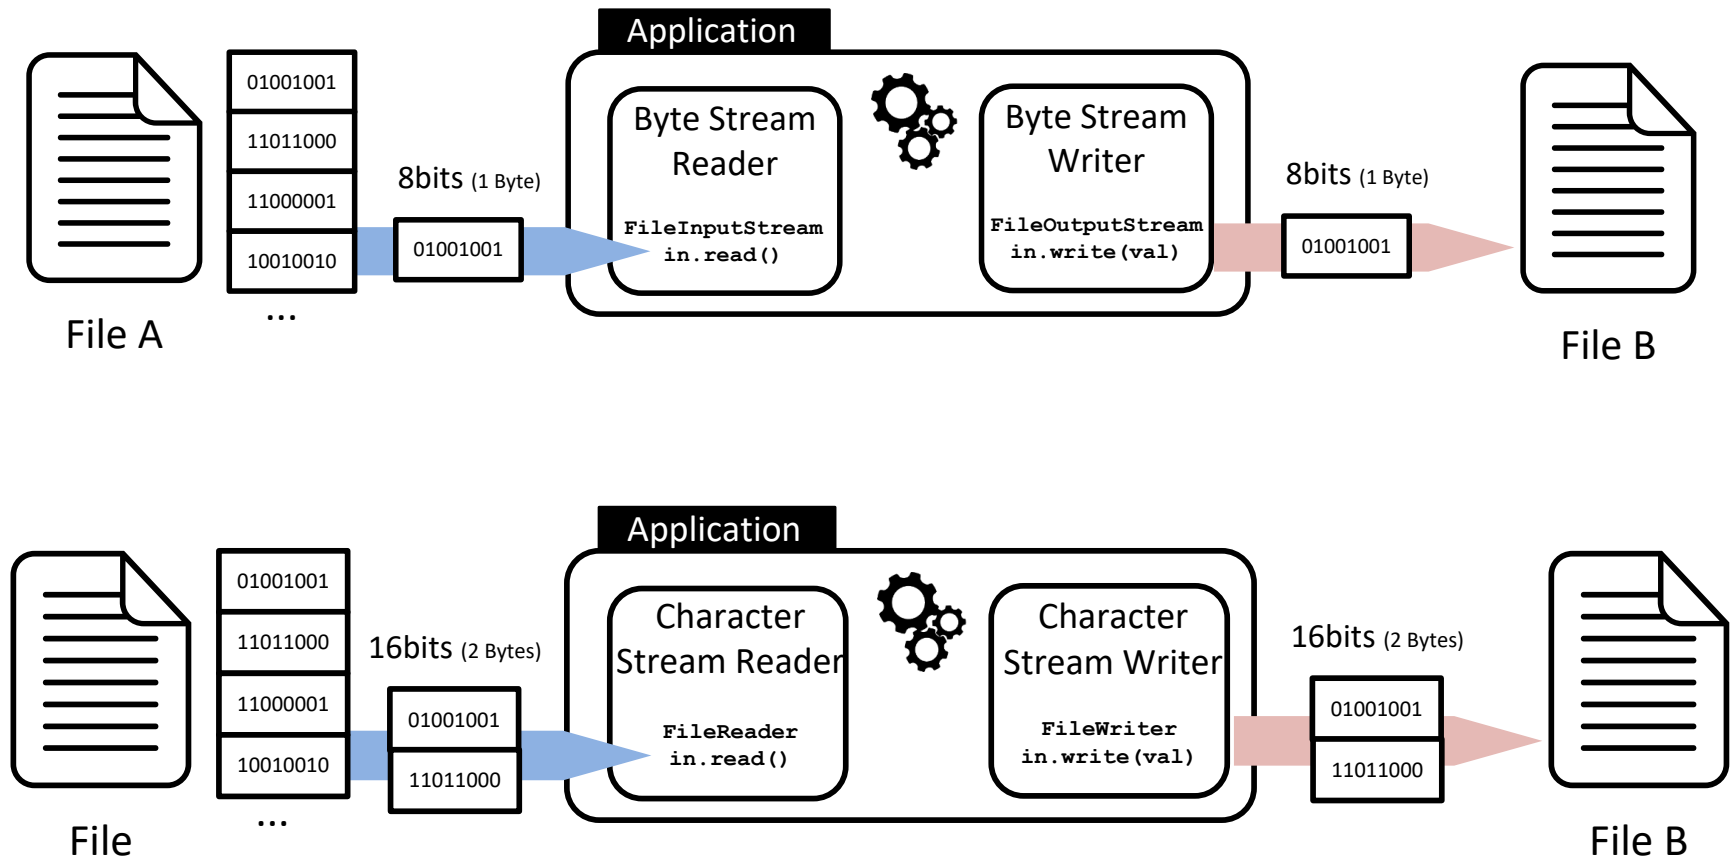 Application
01001001
11011000
11000001
10010010
...
File A
8bits (1 Byte)
01001001
Byte Stream
Reader
FileInputStream
in.read()
Byte Stream
Writer
FileOutputStream
in.write(val)
8bits (1 Byte)
01001001
File B
Application
01001001
11011000
11000001
10010010
...
File
16bits (2 Bytes)
01001001
11011000
Character
Stream Reader
FileReader
in.read()
Character
Stream Writer
FileWriter
in.write(val)
16bits (2 Bytes)
01001001
11011000
File B